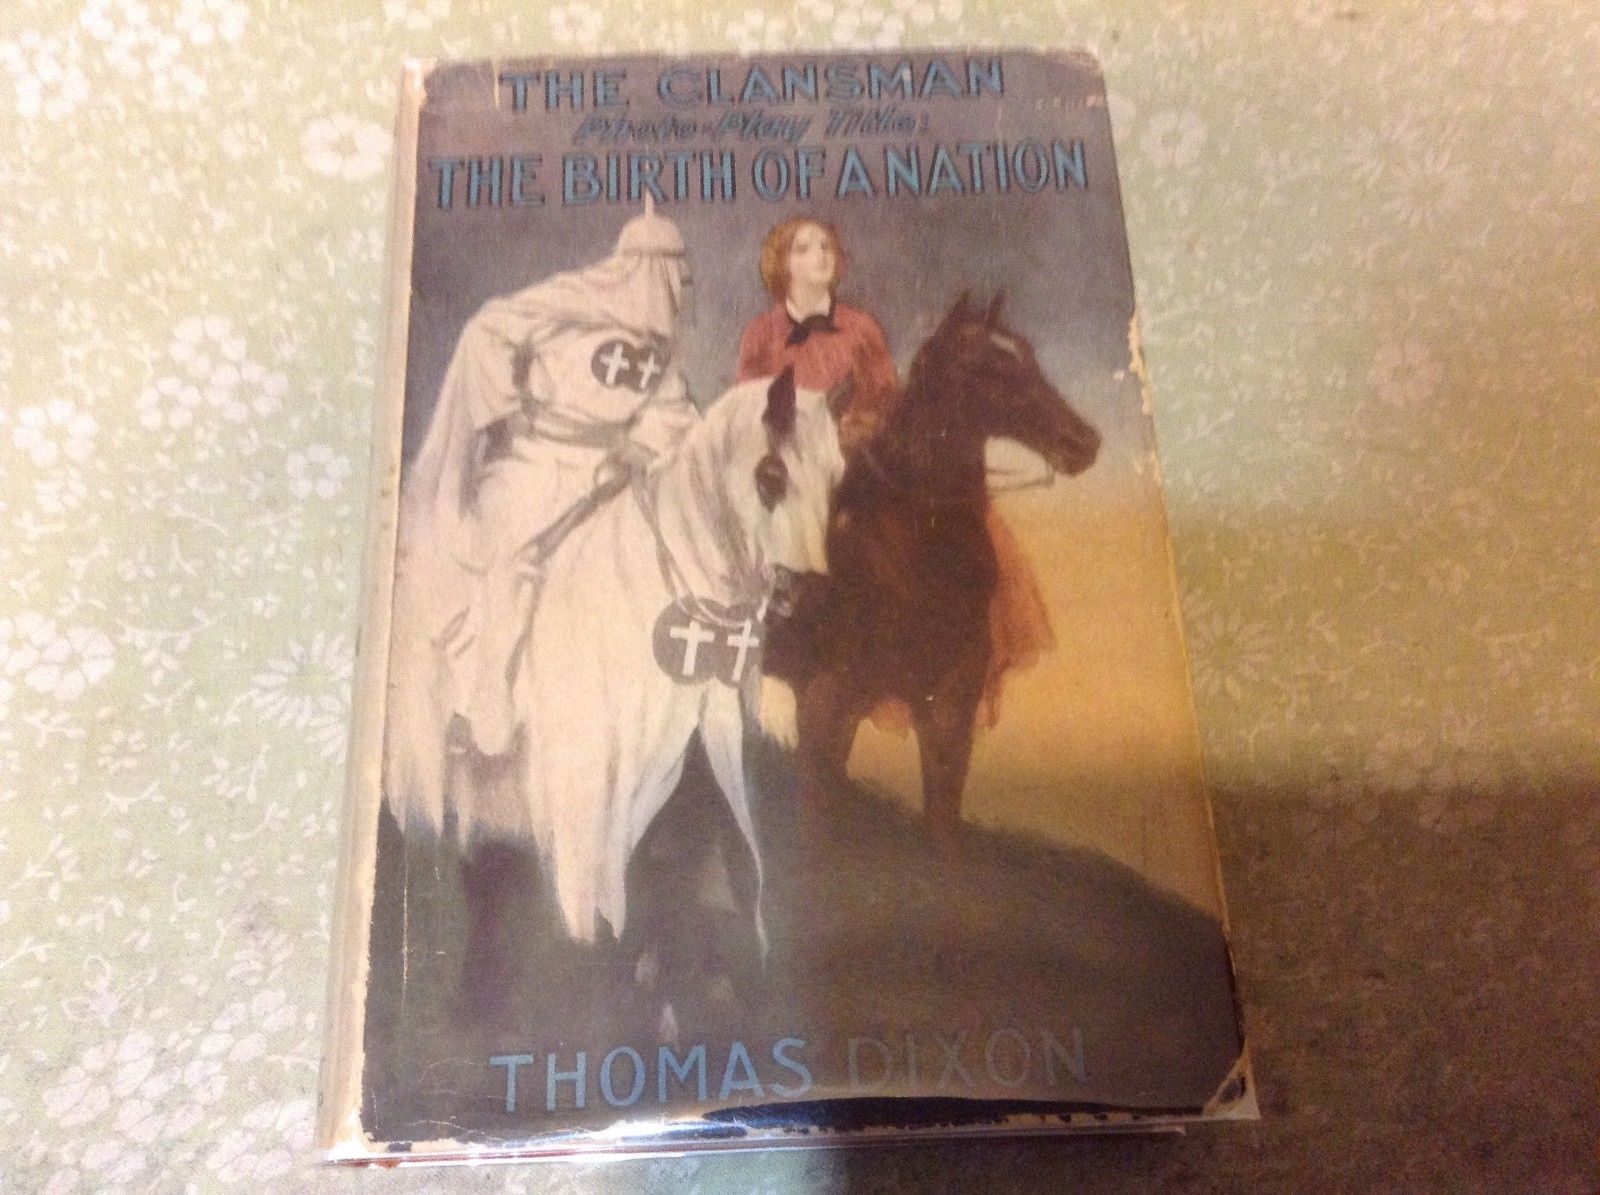 THE CLANSMAN
Photo-Play Title:
THE BIRTH OF A NATION
THOMAS DIXON